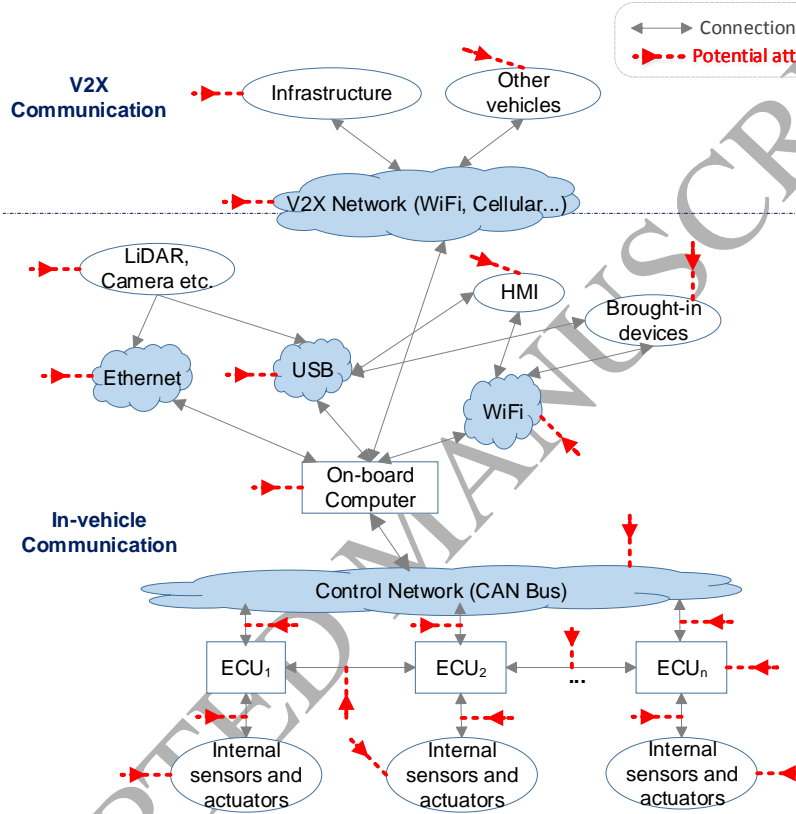 Connection
Potential att
V2X
Communication
Infrastructure
Other
vehicles
V2X Network (WiFi, Cellular...)
LiDAR,
Camera etc.
HMI
Brought-in
devices
Ethernet
USB
WiFi
On-board
Computer
In-vehicle
Communication
Control Network (CAN Bus)
ECU₁
ECU₂
...
ECUₙ
Internal
sensors and
actuators
Internal
sensors and
actuators
Internal
sensors and
actuators
PTED MANUSCRI